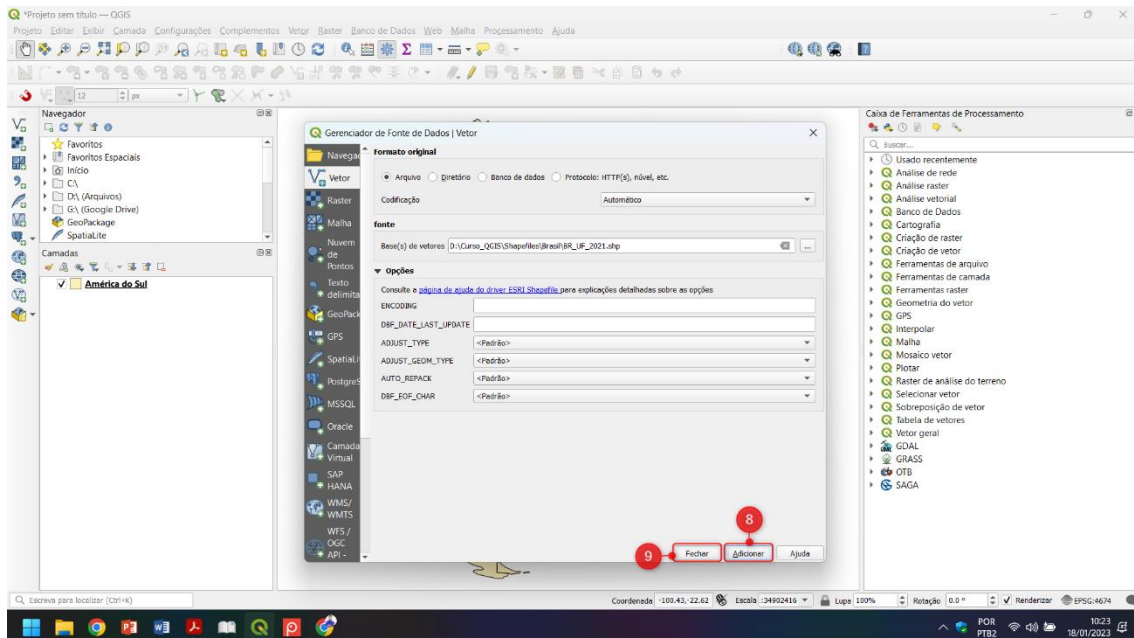 *Projeto sem título — QGIS
Projeto Editar Exibir Camada Configurações Complementos Vetor Raster Banco de Dados Web Malha Processamento Ajuda
12 px
Navegador
Favoritos
Favoritos Espaciais
Início
C:\
D:\ (Arquivos)
G:\ (Google Drive)
GeoPackage
SpatiaLite
Camadas
América do Sul
Gerenciador de Fonte de Dados | Vetor
Navegad
Vetor
Raster
Malha
Nuvem
de
Pontos
Texto
delimita
GeoPack
GPS
SpatiaLi
PostgreS
MSSQL
Oracle
Camada
Virtual
SAP
HANA
WMS/
WMTS
WFS /
OGC
API -
Formato original
Arquivo Diretório Banco de dados Protocolo: HTTP(s), núvel, etc.
Codificação Automático
fonte
Base(s) de vetores D:\Curso_QGIS\Shapefiles\Brasil\BR_UF_2021.shp ...
Opções
Consulte a página de ajuda do driver ESRI Shapefile para explicações detalhadas sobre as opções
ENCODING
DBF_DATE_LAST_UPDATE
ADJUST_TYPE <Padrão>
ADJUST_GEOM_TYPE <Padrão>
AUTO_REPACK <Padrão>
DBF_EOF_CHAR <Padrão>
8
9 Fechar Adicionar Ajuda
Caixa de Ferramentas de Processamento
Buscar...
Usado recentemente
Análise de rede
Análise raster
Análise vetorial
Banco de Dados
Cartografia
Criação de raster
Criação de vetor
Ferramentas de arquivo
Ferramentas de camada
Ferramentas raster
Geometria do vetor
GPS
Interpolar
Malha
Mosaico vetor
Plotar
Raster de análise do terreno
Selecionar vetor
Sobreposição de vetor
Tabela de vetores
Vetor geral
GDAL
GRASS
OTB
SAGA
Escreva para localizar (Ctrl+K) Coordenada -100.43,-22.62 Escala :34902416 Lupa 100% Rotação 0.0 ° Renderizar EPSG:4674
POR
PTB2
10:23
18/01/2023